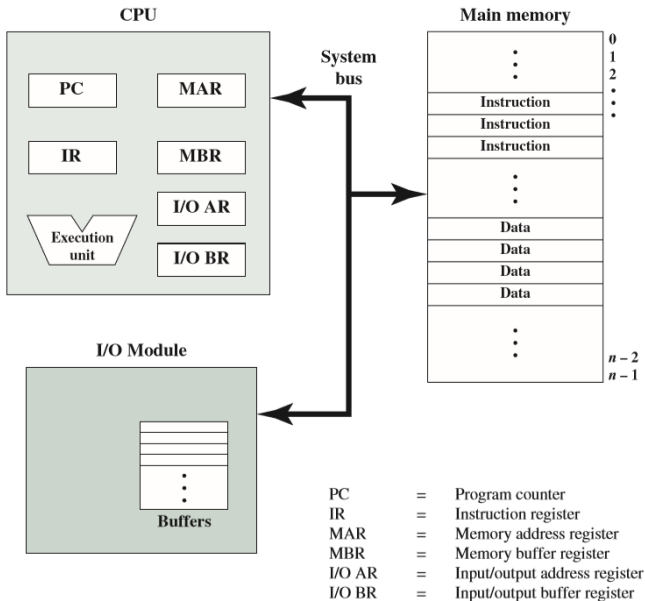 CPU
Main memory
System
bus
PC
MAR
IR
MBR
I/O AR
I/O BR
Execution
unit
0
1
2
Instruction
Instruction
Instruction
Data
Data
Data
Data
n – 2
n – 1
I/O Module
Buffers
PC = Program counter
IR = Instruction register
MAR = Memory address register
MBR = Memory buffer register
I/O AR = Input/output address register
I/O BR = Input/output buffer register